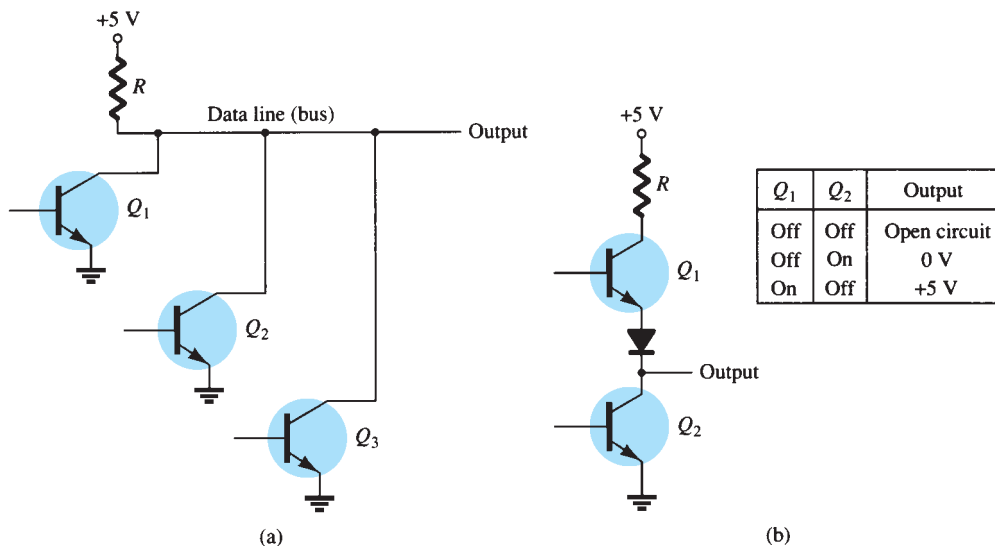 +5 V
R
Data line (bus)
Output
Q1
Q2
Q3
(a)
+5 V
R
Q1
Output
Q2
(b)
Q1 Q2 Output
Off Off Open circuit
Off On 0 V
On Off +5 V